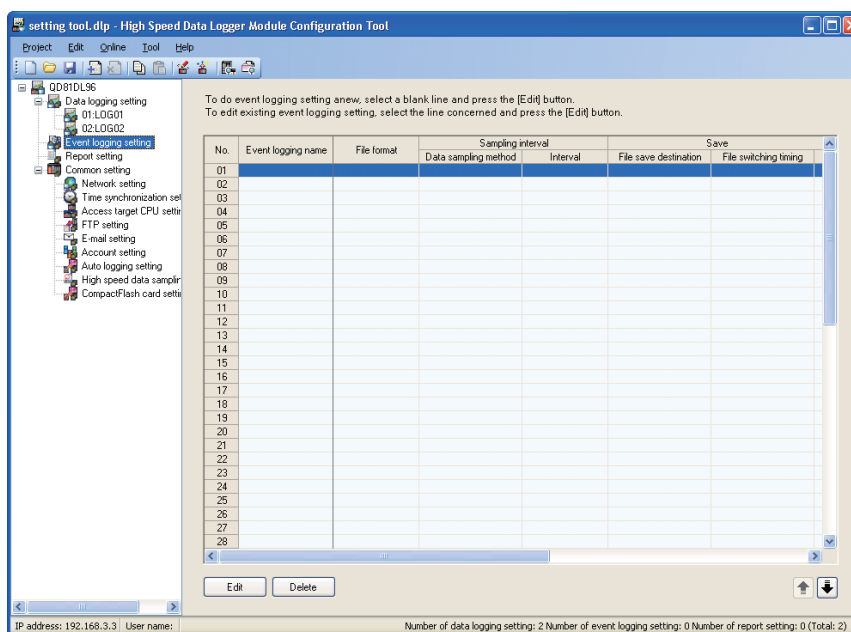 setting tool.dlp - High Speed Data Logger Module Configuration Tool
Project Edit Online Tool Help
QD81DL96
Data logging setting
01:LOG01
02:LOG02
Event logging setting
Report setting
Common setting
Network setting
Time synchronization set
Access target CPU settin
FTP setting
E-mail setting
Account setting
Auto logging setting
High speed data samplin
CompactFlash card settin
To do event logging setting anew, select a blank line and press the [Edit] button.
To edit existing event logging setting, select the line concerned and press the [Edit] button.
No. Event logging name File format Sampling interval Save
Data sampling method Interval File save destination File switching timing
01
02
03
04
05
06
07
08
09
10
11
12
13
14
15
16
17
18
19
20
21
22
23
24
25
26
27
28
Edit Delete
IP address: 192.168.3.3 User name: Number of data logging setting: 2 Number of event logging setting: 0 Number of report setting: 0 (Total: 2)